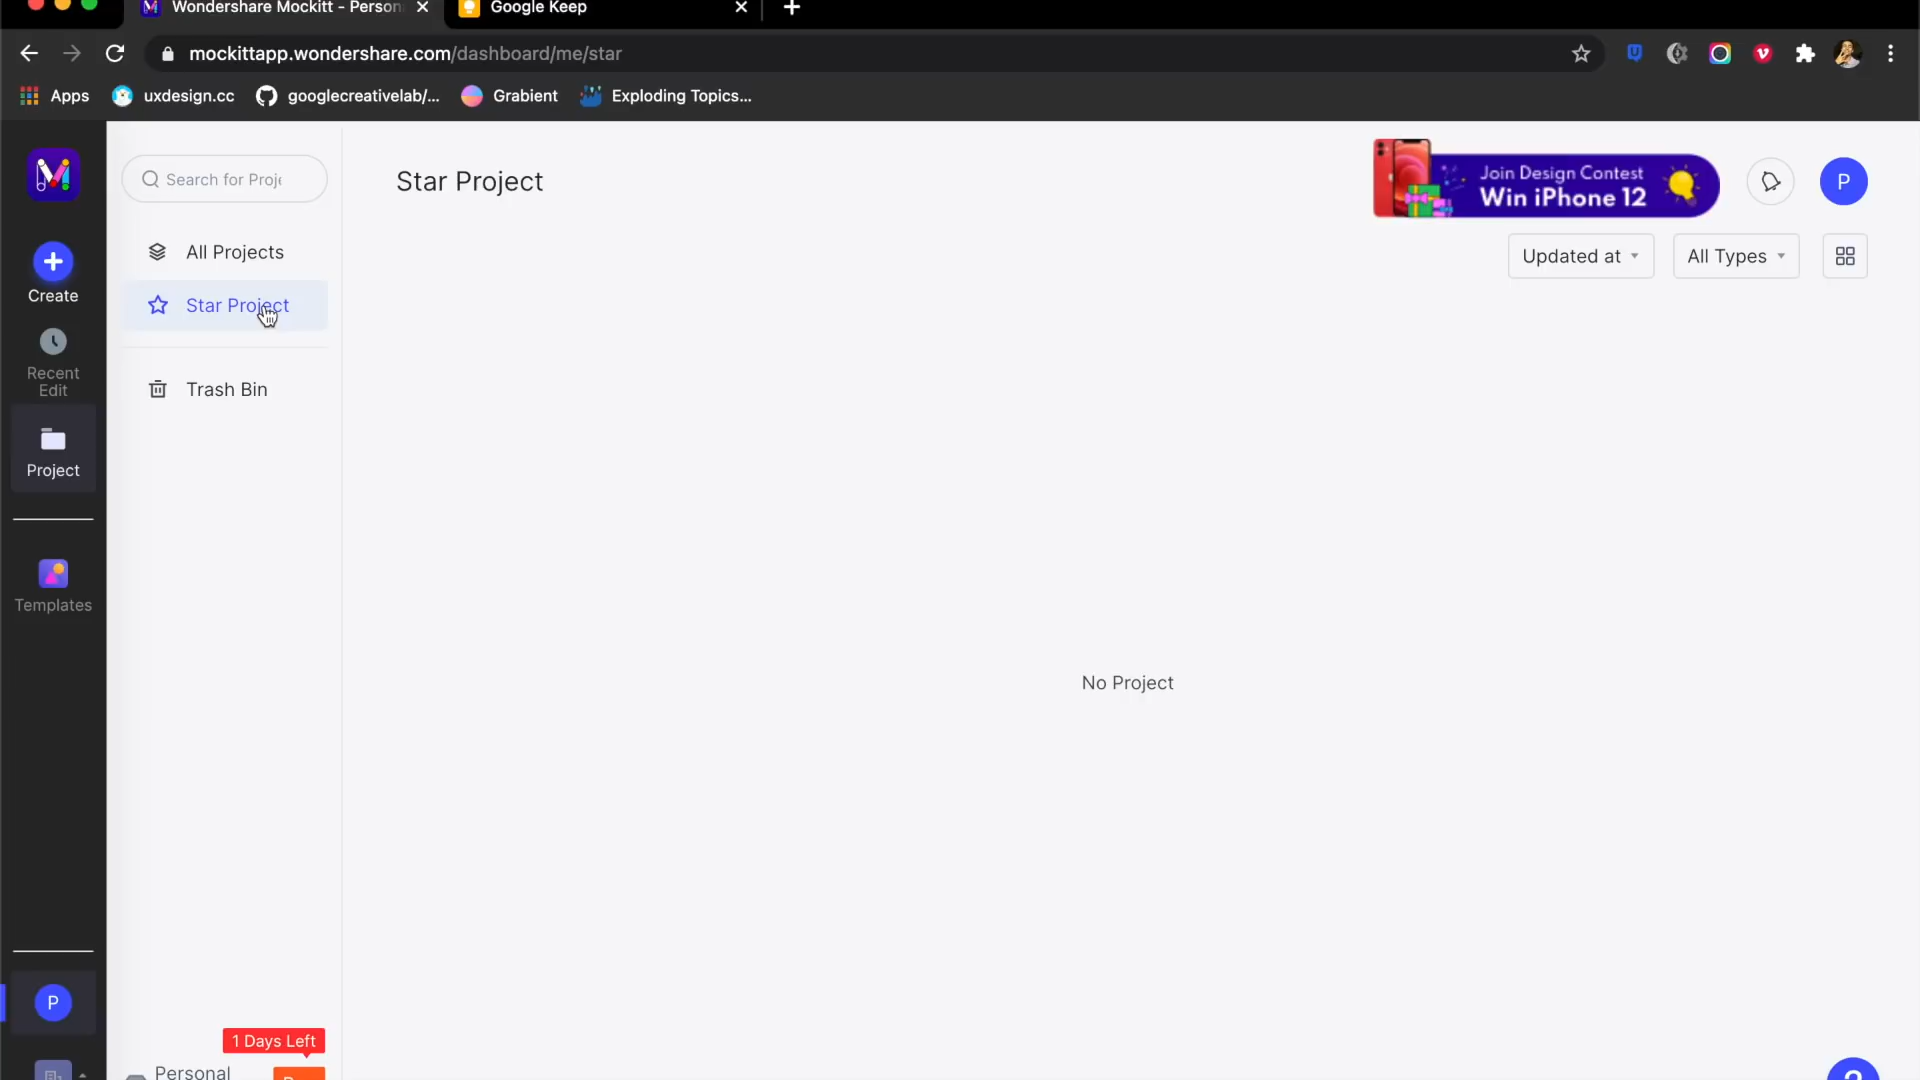 Wondershare Mockitt - Person
Google Keep
mockittapp.wondershare.com/dashboard/me/star
Apps
uxdesign.cc
googlecreativelab/...
Grabient
Exploding Topics...
Search for Proje
Star Project
Join Design Contest
Win iPhone 12
P
All Projects
Updated at
All Types
Create
Star Project
Recent
Edit
Trash Bin
Project
Templates
No Project
P
1 Days Left
Personal